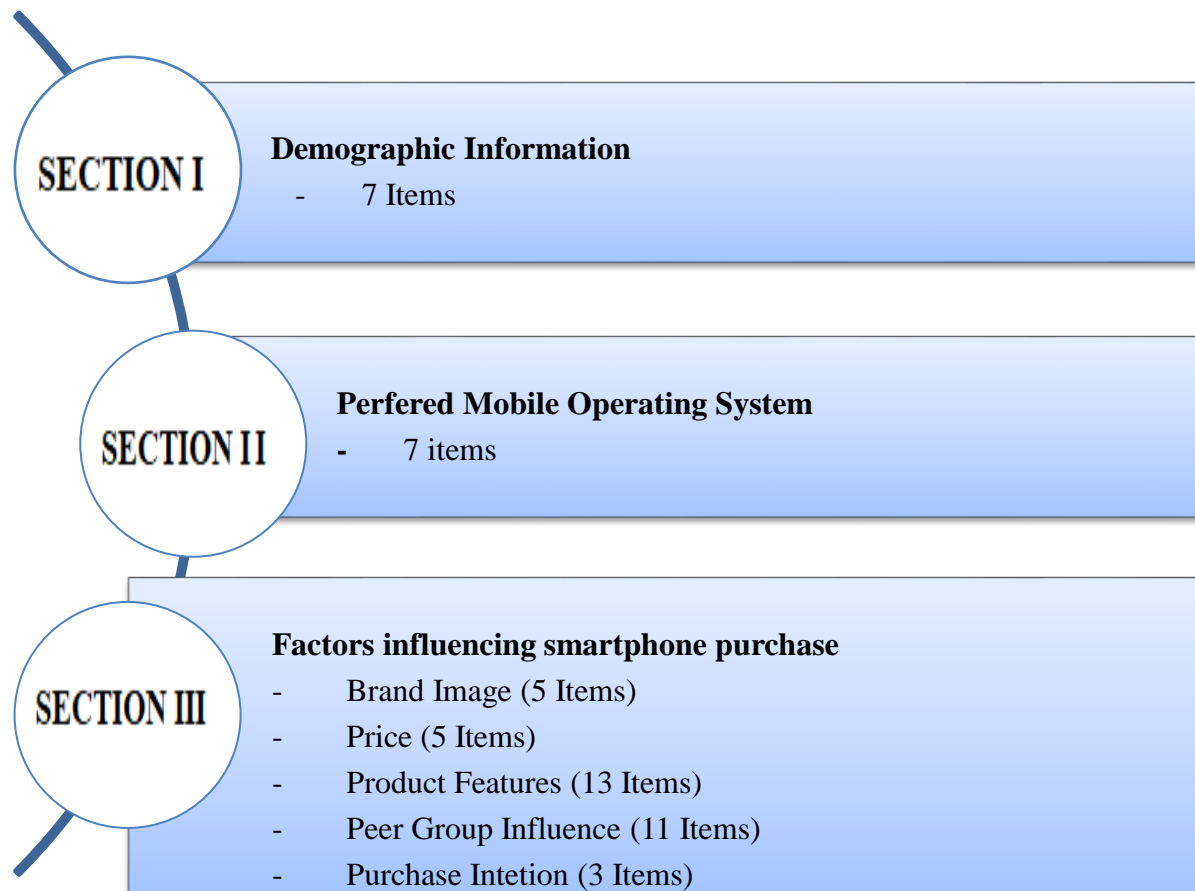 SECTION I
Demographic Information
- 7 Items
SECTION II
Perfered Mobile Operating System
- 7 items
SECTION III
Factors influencing smartphone purchase
- Brand Image (5 Items)
- Price (5 Items)
- Product Features (13 Items)
- Peer Group Influence (11 Items)
- Purchase Intetion (3 Items)